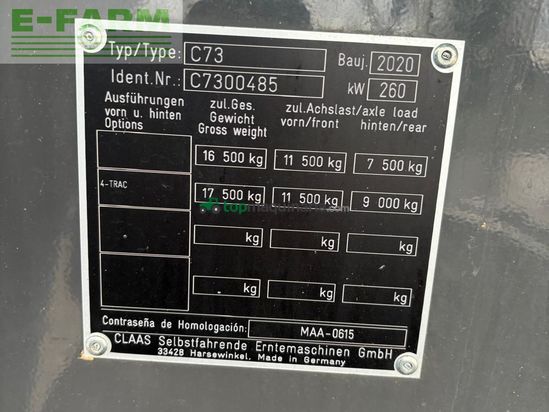 E-FARM
Typ/Type: C73 Bauj. 2020
Ident.Nr.: C7300485 kW 260
Ausführungen zul.Ges. zul.Achslast/axle load
vorn u. hinten Gewicht vorn/front hinten/rear
Options Gross weight
16 500 kg 11 500 kg 7 500 kg
4-TRAC 17 500 kg 11 500 kg 9 000 kg
topmaquinaria.com
kg kg kg
kg kg kg
Contraseña de Homologación: MAA-0615
CLAAS Selbstfahrende Erntemaschinen GmbH
33428 Harsewinkel. Made in Germany